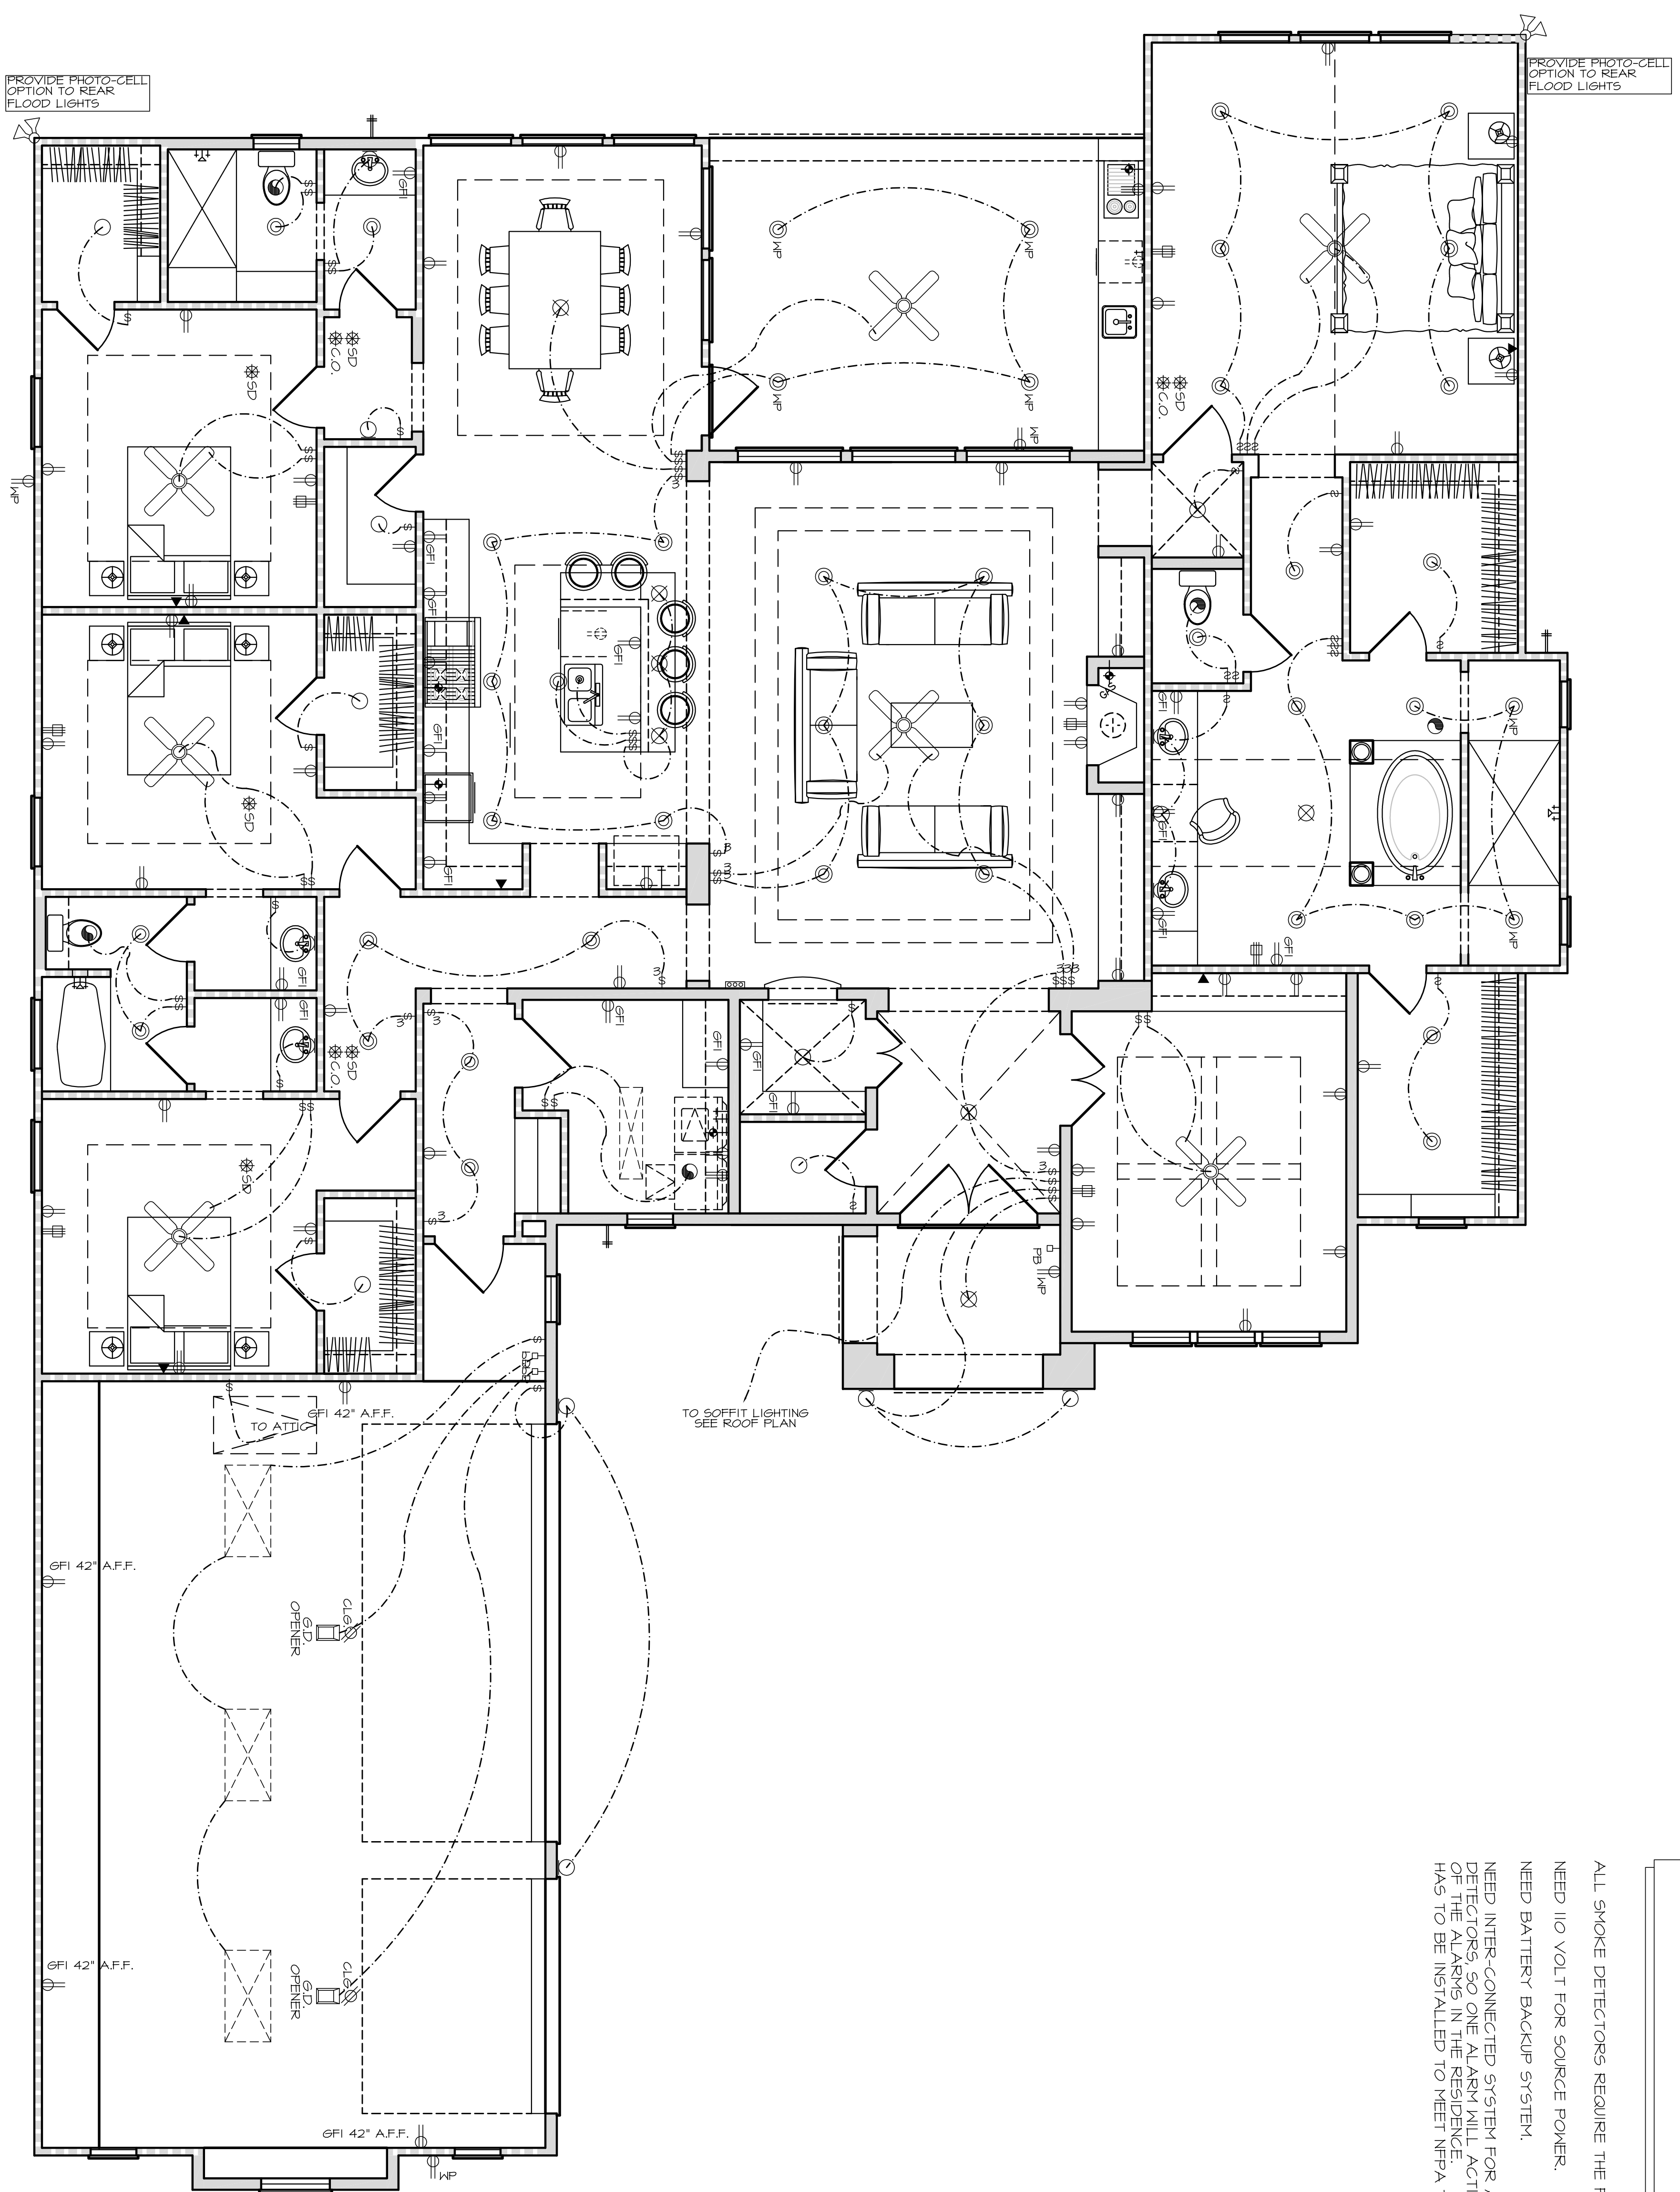 PROVIDE PHOTO-CELL
OPTION TO REAR
FLOOD LIGHTS
PROVIDE PHOTO-CELL
OPTION TO REAR
FLOOD LIGHTS
GFI
WP
WP
WP
WP
WP
SD
C.O.
SD
SD
C.O.
WP
GFI
GFI
GFI
GFI
GFI
SD
GFI
GFI
WP
GFI
GFI
GFI
WP
GFI
GFI
SD
C.O.
GFI
GFI
GFI
GFI
SD
PB
WP
TO SOFFIT LIGHTING
SEE ROOF PLAN
TO ATTIC
GFI 42" A.F.F.
GFI 42" A.F.F.
CLG.
G.D.
OPENER
GFI 42" A.F.F.
CLG.
G.D.
OPENER
GFI 42" A.F.F.
WP
ALL SMOKE DETECTORS REQUIRE THE
NEED 110 VOLT FOR SOURCE POWER.
NEED BATTERY BACKUP SYSTEM.
NEED INTER-CONNECTED SYSTEM FOR
DETECTORS, SO ONE ALARM WILL
OF THE ALARMS IN THE RESIDENCE.
HAS TO BE INSTALLED TO MEET NFPA